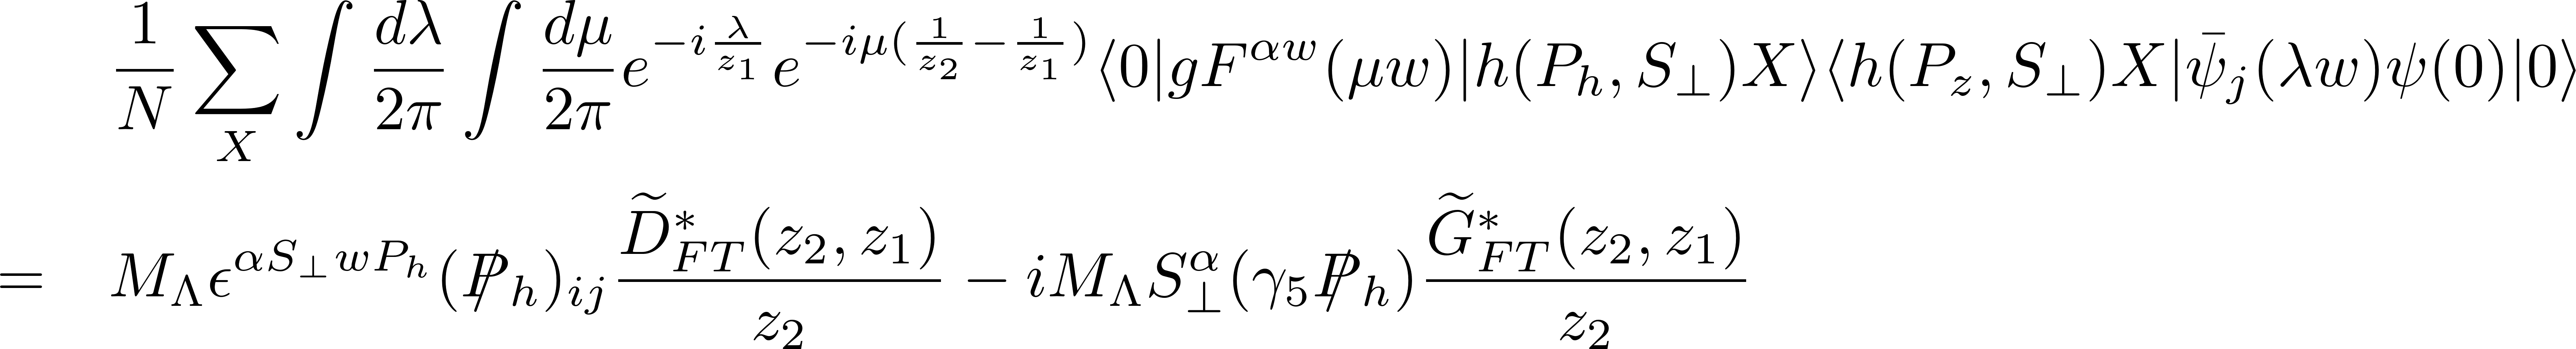 \frac{1}{N} \sum_X \int \frac{d\lambda}{2\pi} \int \frac{d\mu}{2\pi} e^{-i\frac{\lambda}{z_1}} e^{-i\mu(\frac{1}{z_2}-\frac{1}{z_1})} \langle 0|gF^{\alpha w}(\mu w)|h(P_h, S_\perp)X\rangle\langle h(P_z, S_\perp)X|\bar{\psi}_j(\lambda w)\psi(0)|0\rangle
= M_\Lambda \epsilon^{\alpha S_\perp w P_h} (\not{P}_h)_{ij} \frac{\widetilde{D}^*_{FT}(z_2, z_1)}{z_2} - iM_\Lambda S^\alpha_\perp (\gamma_5 \not{P}_h) \frac{\widetilde{G}^*_{FT}(z_2, z_1)}{z_2}